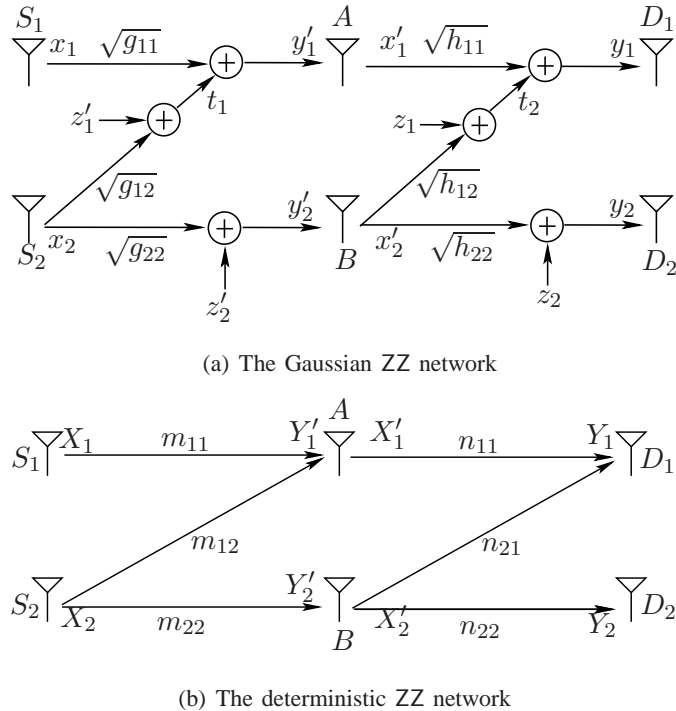 S₁ A D₁
x₁ √g₁₁ y′₁ x′₁ √h₁₁ y₁
t₁ t₂
z′₁ z₁
√g₁₂ √h₁₂
y′₂ y₂
S₂ x₂ √g₂₂ B x′₂ √h₂₂ D₂
z′₂ z₂
(a) The Gaussian ZZ network
A
S₁ X₁ m₁₁ Y′₁ X′₁ n₁₁ Y₁ D₁
m₁₂ n₂₁
S₂ Y′₂ D₂
X₂ m₂₂ B X′₂ n₂₂ Y₂
(b) The deterministic ZZ network